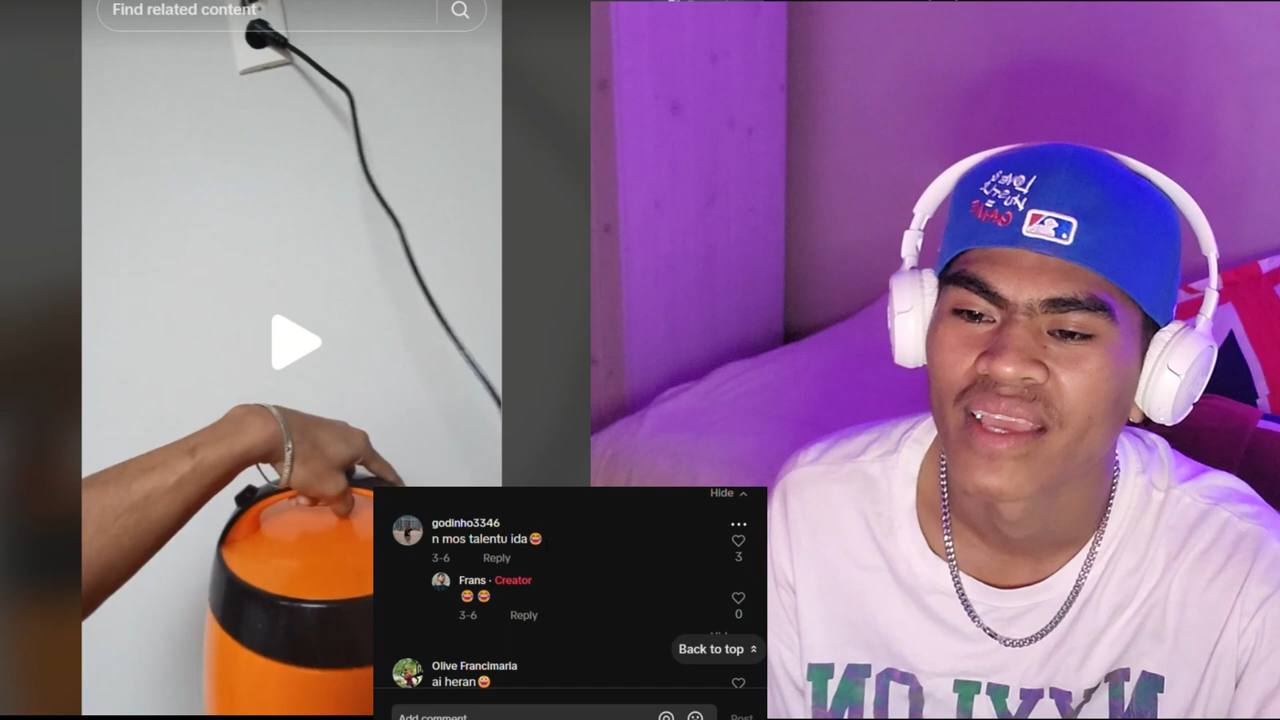 Find related content
Hide
godinho3346
n mos talentu ida😄
3-6 Reply
3
Frans · Creator
😄 😄
3-6 Reply
0
Back to top
Olive Francimarla
ai heran😄
Add comment
Post